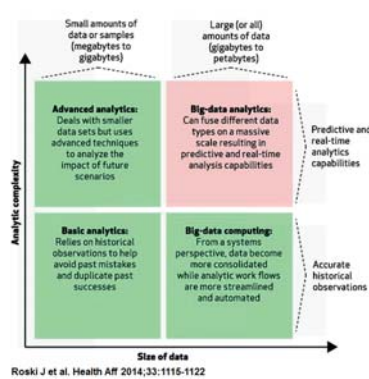 Small amounts of
data or samples
(megabytes to
gigabytes)
Large (or all)
amounts of data
(gigabytes to
petabytes)
Advanced analytics:
Deals with smaller
data sets but uses
advanced techniques
to analyze the
impact of future
scenarios
Big-data analytics:
Can fuse different data
types on a massive
scale resulting in
predictive and real-time
analysis capabilities
Predictive and
real-time
analytics
capabilities
Basic analytics:
Relies on historical
observations to help
avoid past mistakes
and duplicate past
successes
Big-data computing:
From a systems
perspective, data become
more consolidated
while analytic work flows
are more streamlined
and automated
Accurate
historical
observations
Analytic complexity
Size of data
Roski J et al. Health Aff 2014;33:1115-1122